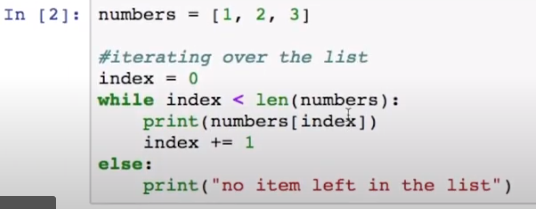 In [2]: numbers = [1, 2, 3]
#iterating over the list
index = 0
while index < len(numbers):
    print(numbers[index])
    index += 1
else:
    print("no item left in the list")